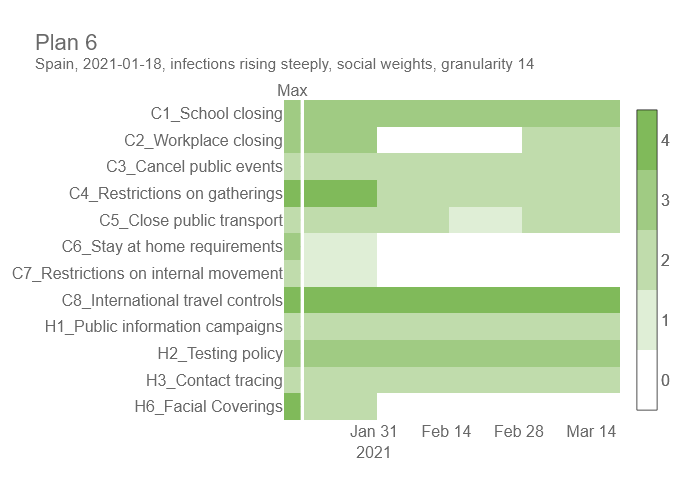 Plan 6
Spain, 2021-01-18, infections rising steeply, social weights, granularity 14
Max
C1_School closing
C2_Workplace closing
C3_Cancel public events
C4_Restrictions on gatherings
C5_Close public transport
C6_Stay at home requirements
C7_Restrictions on internal movement
C8_International travel controls
H1_Public information campaigns
H2_Testing policy
H3_Contact tracing
H6_Facial Coverings
4
3
2
1
0
Jan 31 Feb 14 Feb 28 Mar 14
2021